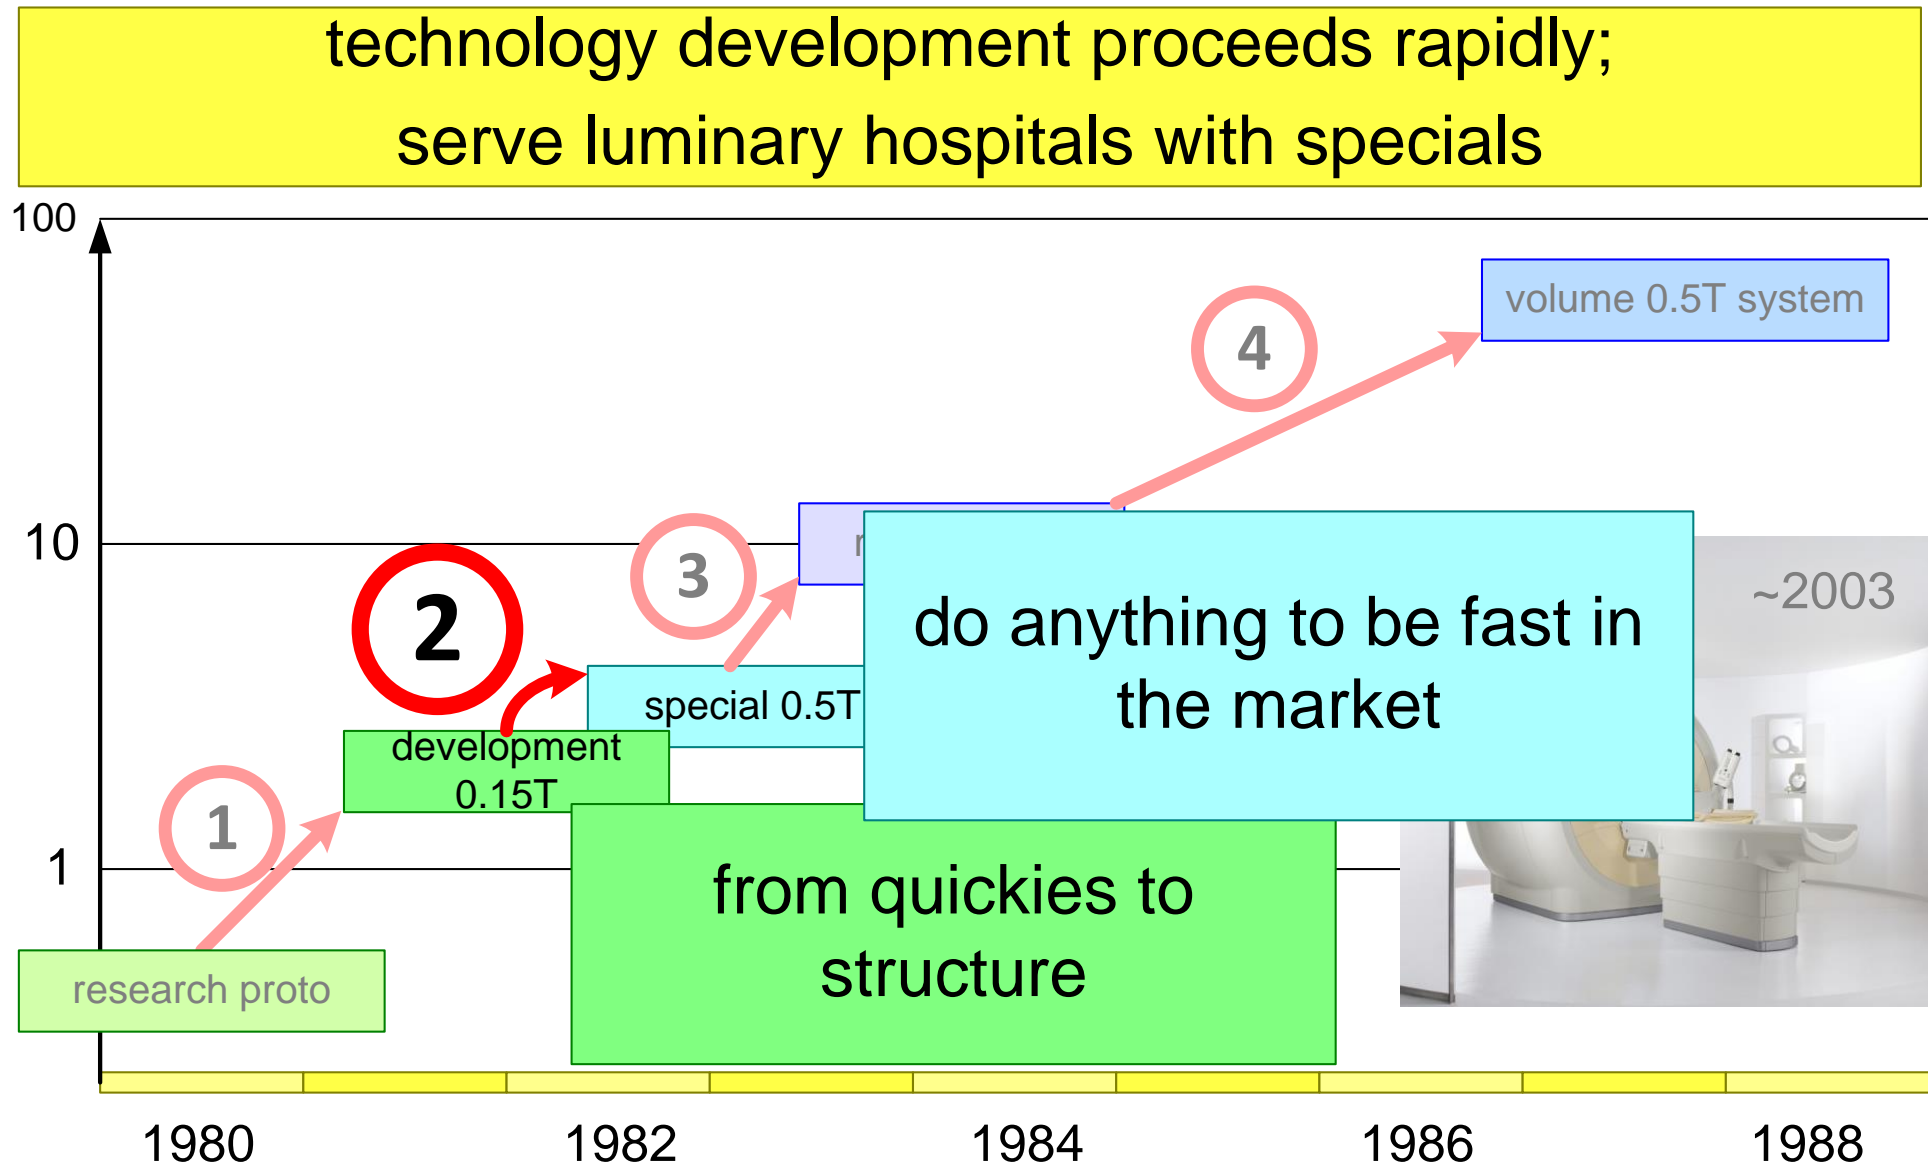 technology development proceeds rapidly;
serve luminary hospitals with specials
100
volume 0.5T system
4
10
3
~2003
2
do anything to be fast in
the market
special 0.5T
development
0.15T
1
1
from quickies to
structure
research proto
1980
1982
1984
1986
1988